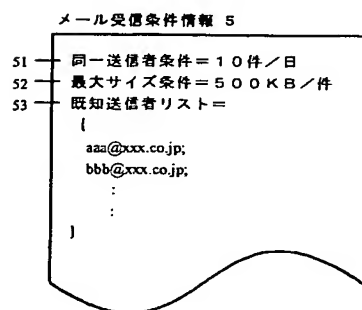 メール受信条件情報 5
51 同一送信者条件=10件/日
52 最大サイズ条件=500KB/件
53 既知送信者リスト=
{
aaa@xxx.co.jp;
bbb@xxx.co.jp;
:
:
}